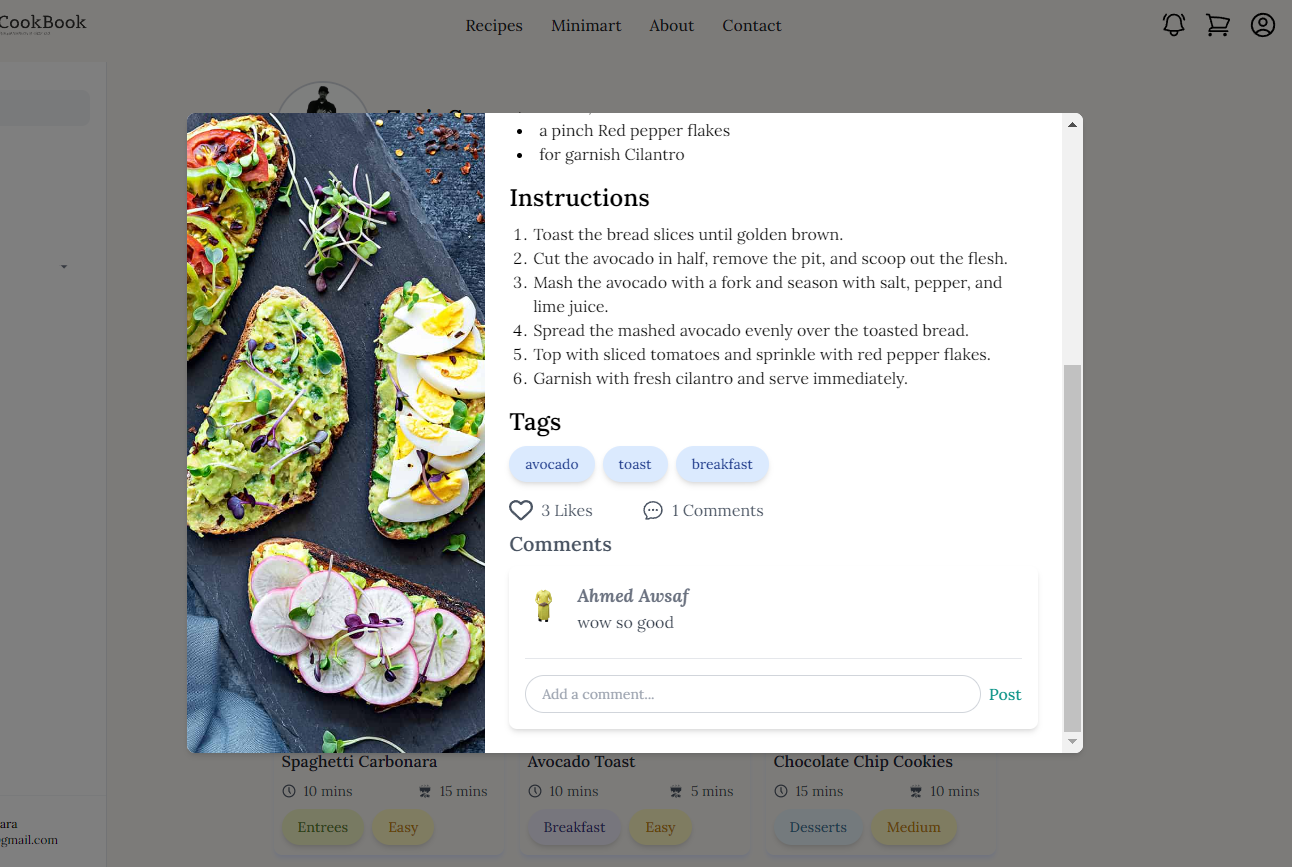 CookBook
Recipes Minimart About Contact
a pinch Red pepper flakes
for garnish Cilantro
Instructions
1. Toast the bread slices until golden brown.
2. Cut the avocado in half, remove the pit, and scoop out the flesh.
3. Mash the avocado with a fork and season with salt, pepper, and
lime juice.
4. Spread the mashed avocado evenly over the toasted bread.
5. Top with sliced tomatoes and sprinkle with red pepper flakes.
6. Garnish with fresh cilantro and serve immediately.
Tags
avocado toast breakfast
3 Likes 1 Comments
Comments
Ahmed Awsaf
wow so good
Add a comment... Post
Spaghetti Carbonara Avocado Toast Chocolate Chip Cookies
10 mins 15 mins 10 mins 5 mins 15 mins 10 mins
Entrees Easy Breakfast Easy Desserts Medium
ara
gmail.com